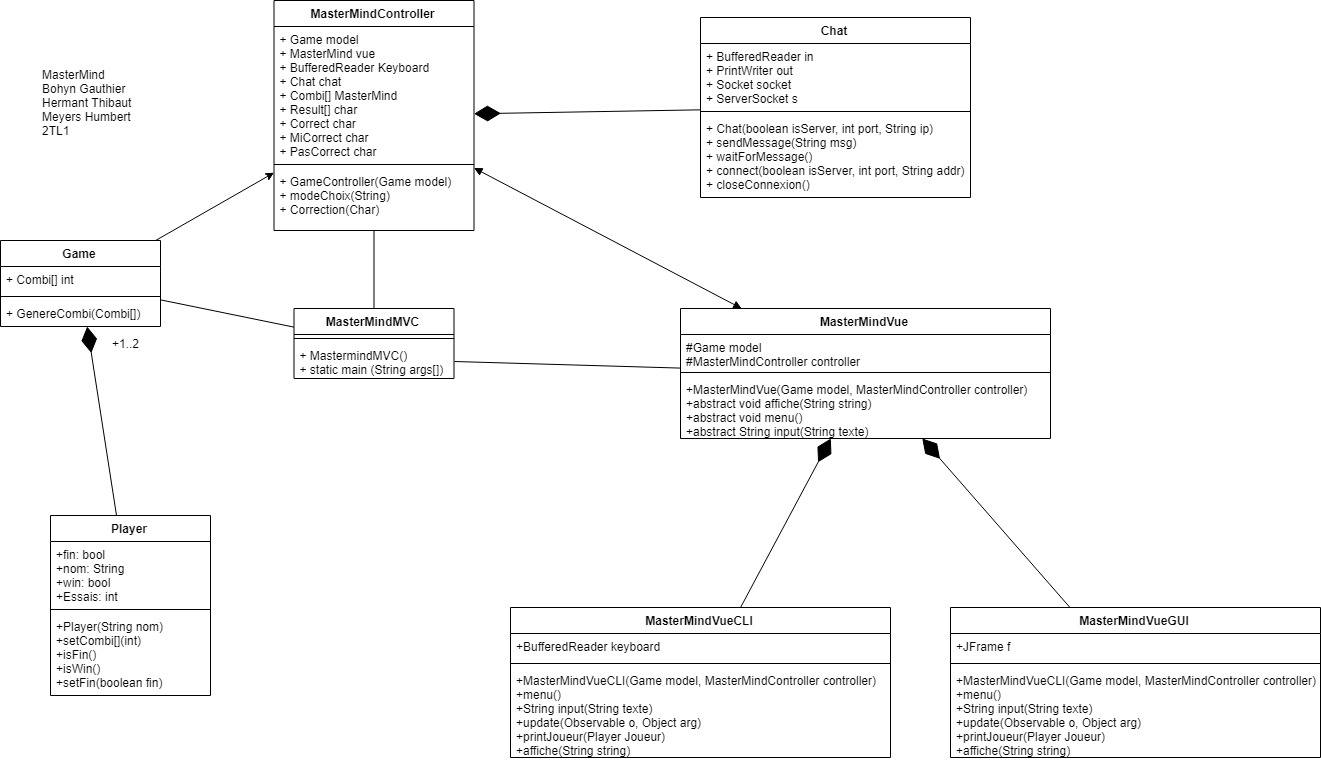 MasterMind
Bohyn Gauthier
Hermant Thibaut
Meyers Humbert
2TL1
MasterMindController
+ Game model
+ MasterMind vue
+ BufferedReader Keyboard
+ Chat chat
+ Combi[] MasterMind
+ Result[] char
+ Correct char
+ MiCorrect char
+ PasCorrect char
+ GameController(Game model)
+ modeChoix(String)
+ Correction(Char)
Chat
+ BufferedReader in
+ PrintWriter out
+ Socket socket
+ ServerSocket s
+ Chat(boolean isServer, int port, String ip)
+ sendMessage(String msg)
+ waitForMessage()
+ connect(boolean isServer, int port, String addr)
+ closeConnexion()
Game
+ Combi[] int
+ GenereCombi(Combi[])
+1..2
MasterMindMVC
+ MastermindMVC()
+ static main (String args[])
MasterMindVue
#Game model
#MasterMindController controller
+MasterMindVue(Game model, MasterMindController controller)
+abstract void affiche(String string)
+abstract void menu()
+abstract String input(String texte)
Player
+fin: bool
+nom: String
+win: bool
+Essais: int
+Player(String nom)
+setCombi[](int)
+isFin()
+isWin()
+setFin(boolean fin)
MasterMindVueCLI
+BufferedReader keyboard
+MasterMindVueCLI(Game model, MasterMindController controller)
+menu()
+String input(String texte)
+update(Observable o, Object arg)
+printJoueur(Player Joueur)
+affiche(String string)
MasterMindVueGUI
+JFrame f
+MasterMindVueCLI(Game model, MasterMindController controller)
+menu()
+String input(String texte)
+update(Observable o, Object arg)
+printJoueur(Player Joueur)
+affiche(String string)